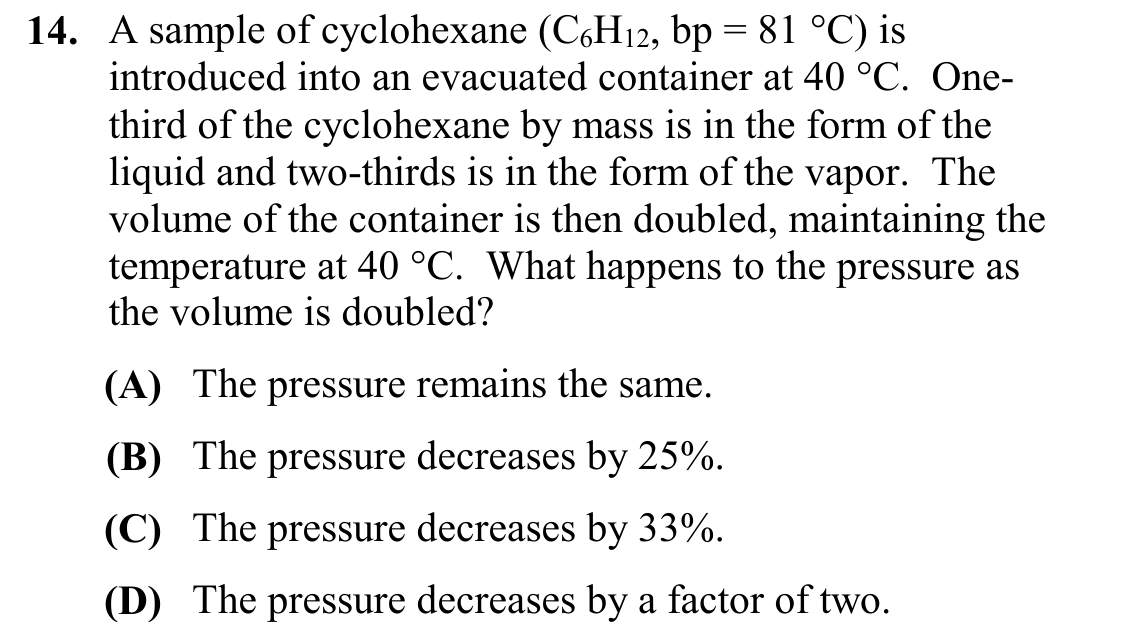 14. A sample of cyclohexane (C₆H₁₂, bp = 81 °C) is
introduced into an evacuated container at 40 °C. One-
third of the cyclohexane by mass is in the form of the
liquid and two-thirds is in the form of the vapor. The
volume of the container is then doubled, maintaining the
temperature at 40 °C. What happens to the pressure as
the volume is doubled?
(A) The pressure remains the same.
(B) The pressure decreases by 25%.
(C) The pressure decreases by 33%.
(D) The pressure decreases by a factor of two.